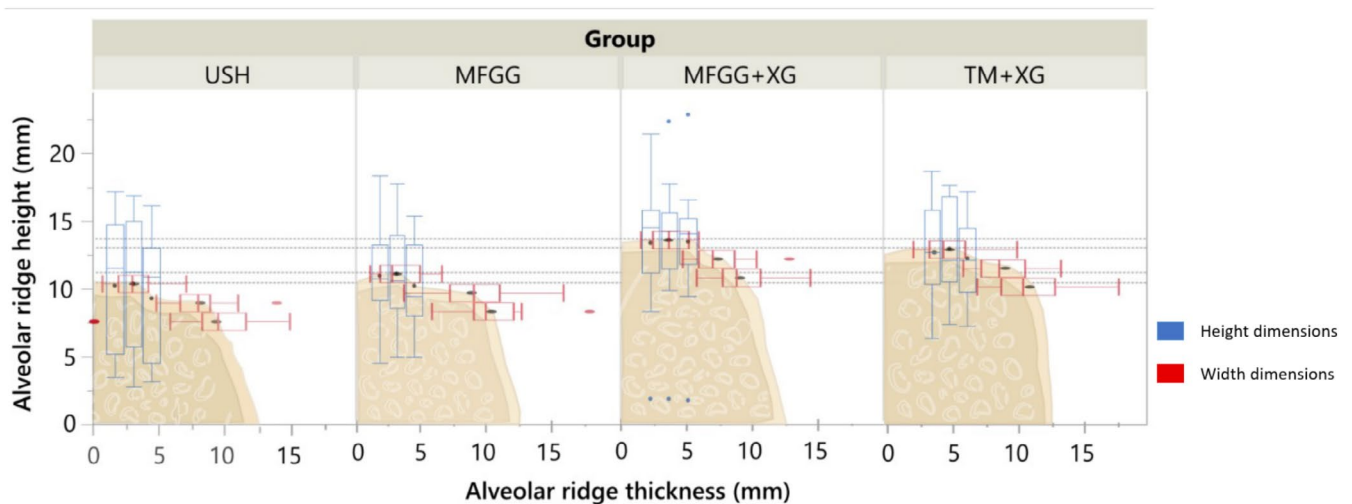 Group
USH MFGG MFGG+XG TM+XG
Alveolar ridge height (mm)
20
15
10
5
0
0 5 10 15 0 5 10 15 0 5 10 15 0 5 10 15
Alveolar ridge thickness (mm)
Height dimensions
Width dimensions